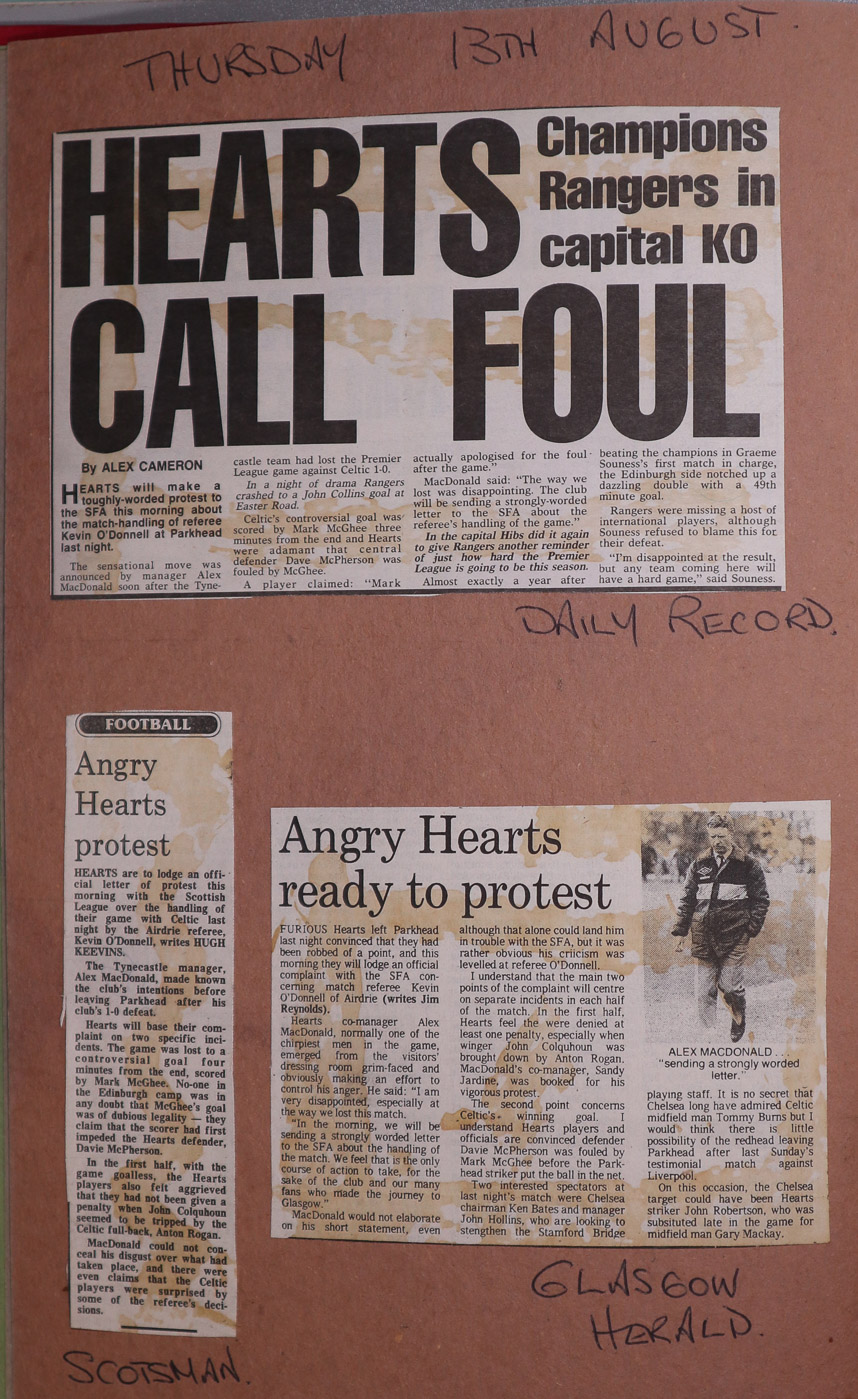 THURSDAY 13TH AUGUST.
HEARTS
CALL FOUL
Champions
Rangers in
capital KO
By ALEX CAMERON
HEARTS will make a
toughly-worded protest to
the SFA this morning about
the match-handling of referee
Kevin O'Donnell at Parkhead
last night.
The sensational move was
announced by manager Alex
MacDonald soon after the Tyne-
castle team had lost the Premier
League game against Celtic 1-0.
In a night of drama Rangers
crashed to a John Collins goal at
Easter Road.
Celtic's controversial goal was
scored by Mark McGhee three
minutes from the end and Hearts
were adamant that central
defender Dave McPherson was
fouled by McGhee.
A player claimed: "Mark
actually apologised for the foul
after the game."
MacDonald said: "The way we
lost was disappointing. The club
will be sending a strongly-worded
letter to the SFA about the
referee's handling of the game."
In the capital Hibs did it again
to give Rangers another reminder
of just how hard the Premier
League is going to be this season.
Almost exactly a year after
beating the champions in Graeme
Souness's first match in charge,
the Edinburgh side notched up a
dazzling double with a 49th
minute goal.
Rangers were missing a host of
international players, although
Souness refused to blame this for
their defeat.
"I'm disappointed at the result,
but any team coming here will
have a hard game," said Souness.
DAILY RECORD.
FOOTBALL
Angry
Hearts
protest
HEARTS are to lodge an offi-
cial letter of protest this
morning with the Scottish
League over the handling of
their game with Celtic last
night by the Airdrie referee,
Kevin O'Donnell, writes HUGH
KEEVINS.
The Tynecastle manager,
Alex MacDonald, made known
the club's intentions before
leaving Parkhead after his
club's 1-0 defeat.
Hearts will base their com-
plaint on two specific inci-
dents. The game was lost to a
controversial goal four
minutes from the end, scored
by Mark McGhee. No-one in
the Edinburgh camp was in
any doubt that McGhee's goal
was of dubious legality — they
claim that the scorer had first
impeded the Hearts defender,
Davie McPherson.
In the first half, with the
game goalless, the Hearts
players also felt aggrieved
that they had not been given a
penalty when John Colquhoun
seemed to be tripped by the
Celtic full-back, Anton Rogan.
MacDonald could not con-
ceal his disgust over what had
taken place, and there were
even claims that the Celtic
players were surprised by
some of the referee's deci-
sions.
SCOTSMAN.
Angry Hearts
ready to protest
FURIOUS Hearts left Parkhead
last night convinced that they had
been robbed of a point, and this
morning they will lodge an official
complaint with the SFA con-
cerning match referee Kevin
O'Donnell of Airdrie (writes Jim
Reynolds).
Hearts co-manager Alex
MacDonald, normally one of the
chirpiest men in the game,
emerged from the visitors'
dressing room grim-faced and
obviously making an effort to
control his anger. He said: "I am
very disappointed, especially at
the way we lost this match.
"In the morning, we will be
sending a strongly worded letter
to the SFA about the handling of
the match. We feel that is the only
course of action to take, for the
sake of the club and our many
fans who made the journey to
Glasgow."
MacDonald would not elaborate
on his short statement, even
although that alone could land him
in trouble with the SFA, but it was
rather obvious his criicism was
levelled at referee O'Donnell.
I understand that the main two
points of the complaint will centre
on separate incidents in each half
of the match. In the first half,
Hearts feel the were denied at
least one penalty, especially when
winger John Colquhoun was
brought down by Anton Rogan.
MacDonald's co-manager, Sandy
Jardine, was booked for his
vigorous protest.
The second point concerns
Celtic's winning goal. I
understand Hearts players and
officials are convinced defender
Davie McPherson was fouled by
Mark McGhee before the Park-
head striker put the ball in the net.
Two interested spectators at
last night's match were Chelsea
chairman Ken Bates and manager
John Hollins, who are looking to
stengthen the Stamford Bridge
ALEX MACDONALD . . .
"sending a strongly worded
letter."
playing staff. It is no secret that
Chelsea long have admired Celtic
midfield man Tommy Burns but I
would think there is little
possibility of the redhead leaving
Parkhead after last Sunday's
testimonial match against
Liverpool.
On this occasion, the Chelsea
target could have been Hearts
striker John Robertson, who was
subsituted late in the game for
midfield man Gary Mackay.
GLASGOW
HERALD.